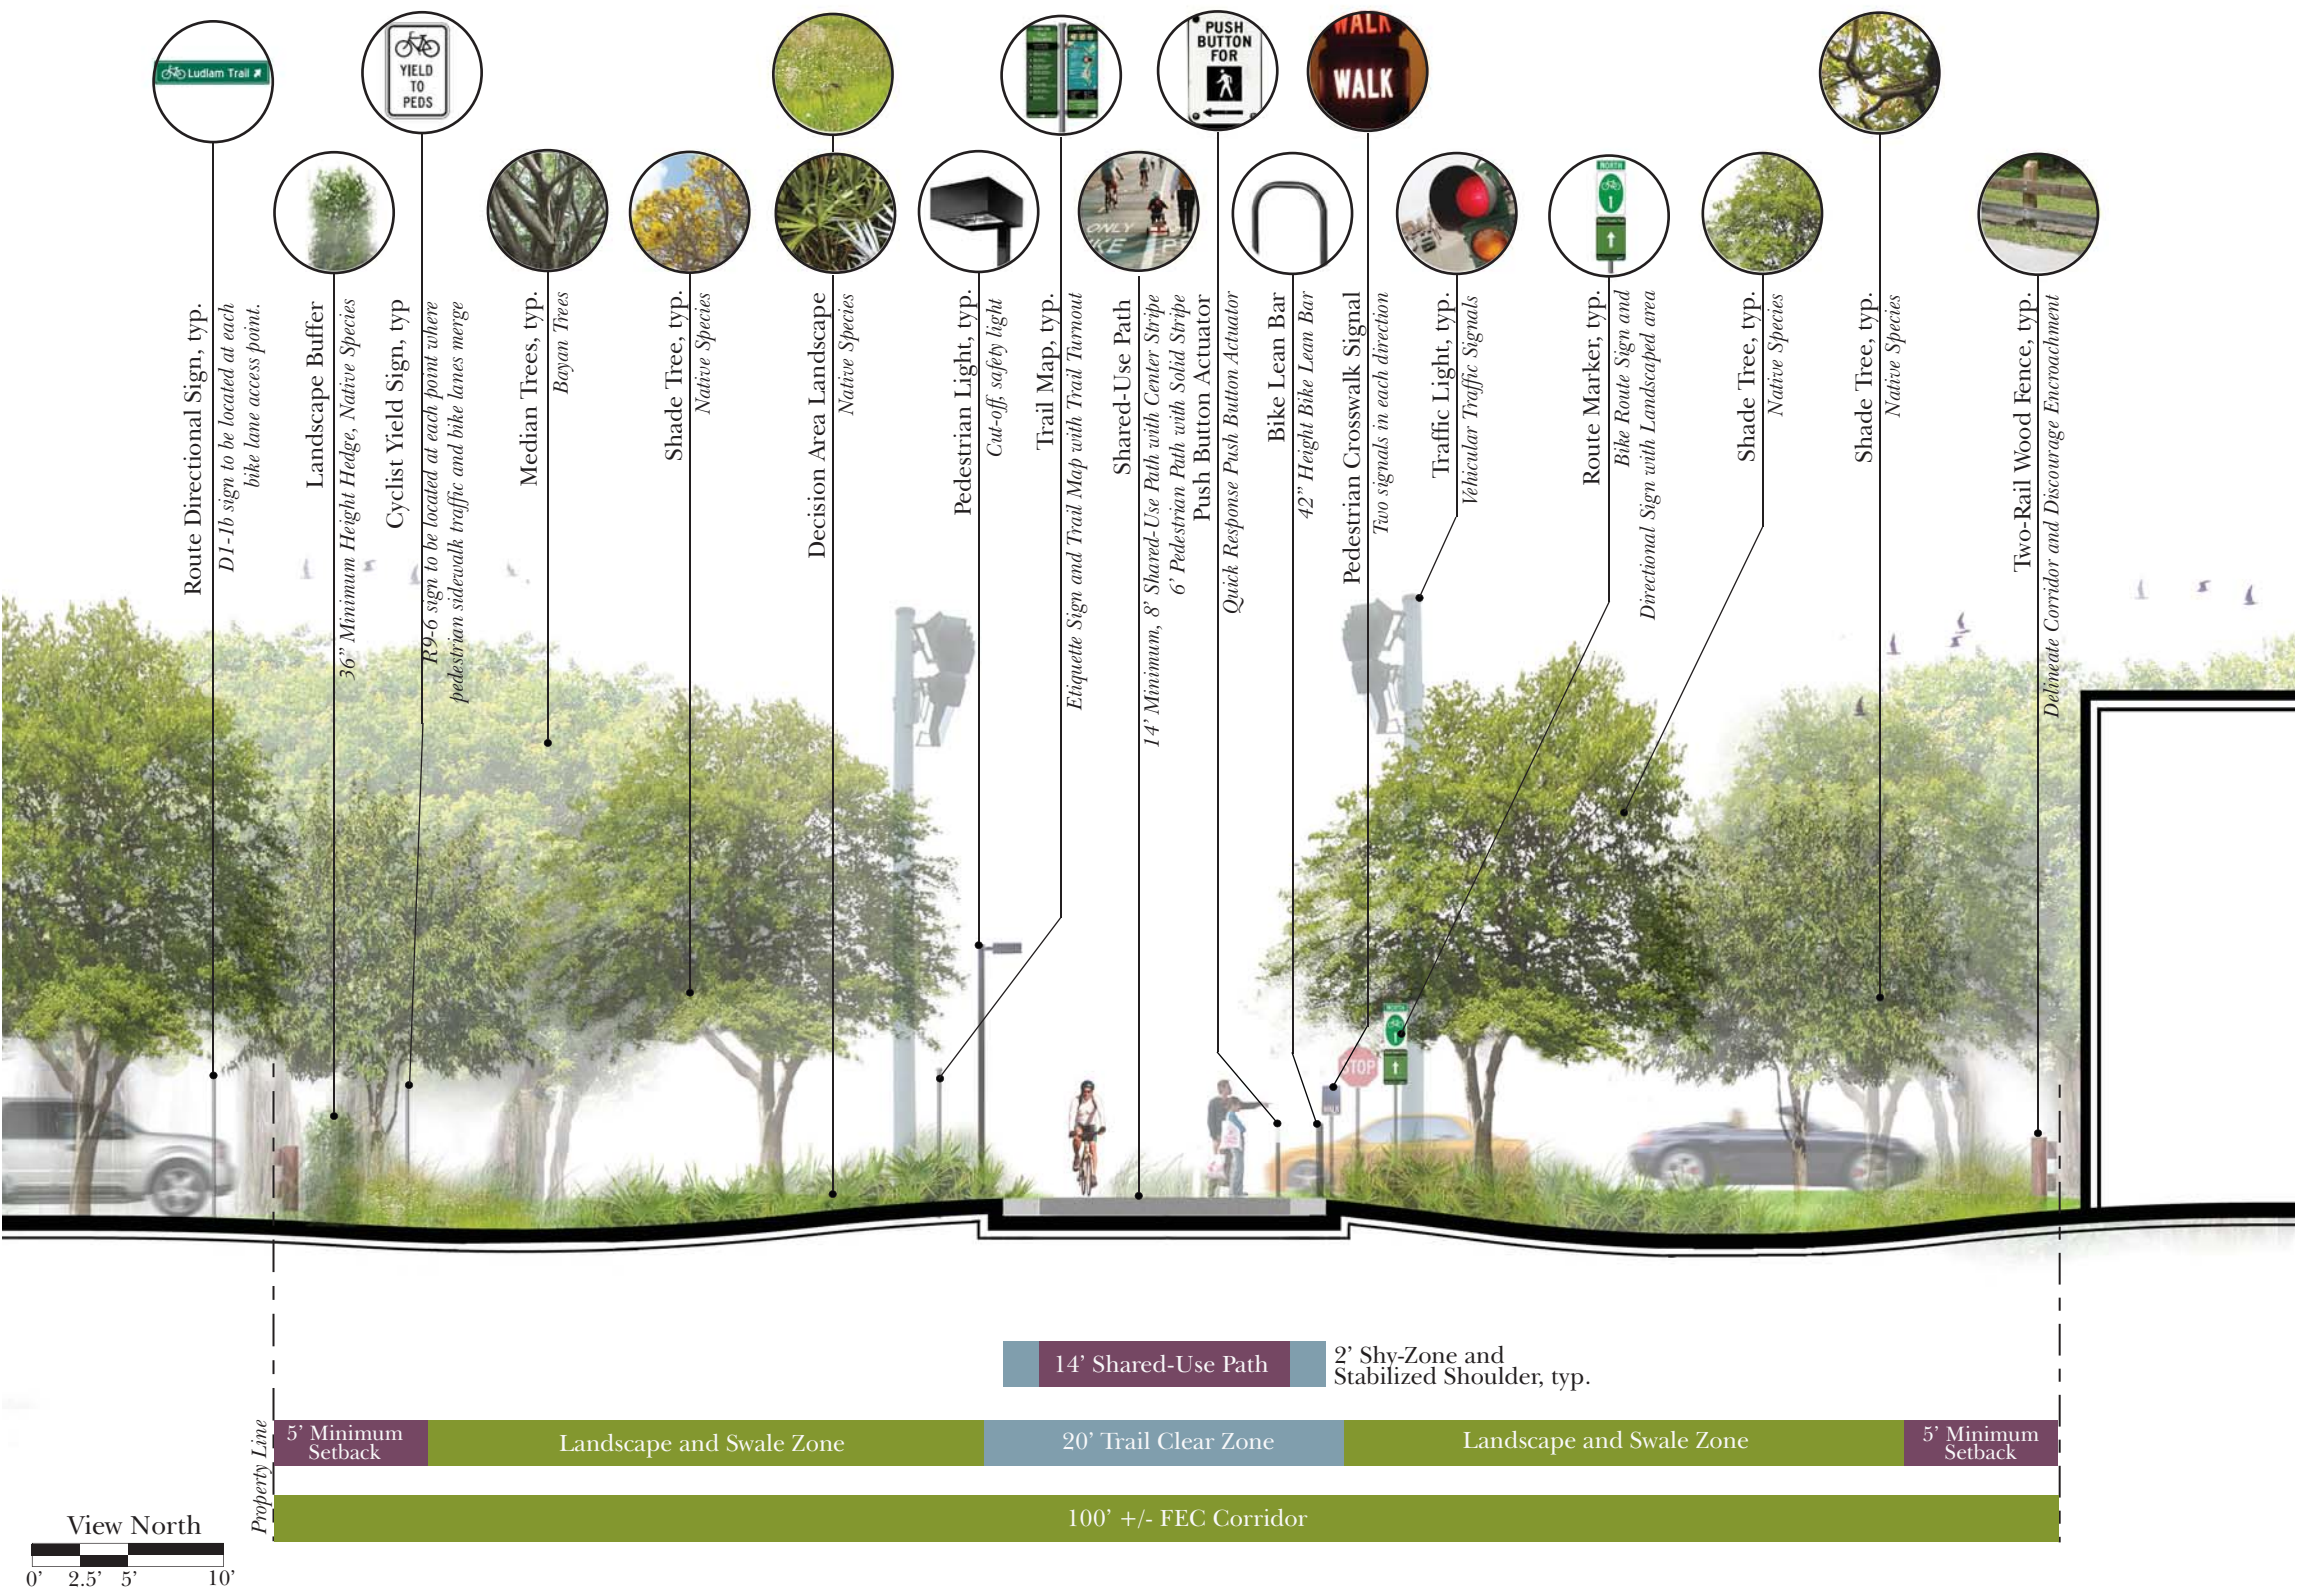 Ludlam Trail
YIELD
TO
PEDS
PUSH
BUTTON
FOR
WALK
WALK
ONLY
NORTH
Route Directional Sign, typ.
D1-1b sign to be located at each
bike lane access point.
Landscape Buffer
36” Minimum Height Hedge, Native Species
Cyclist Yield Sign, typ
R9-6 sign to be located at each point where
pedestrian sidewalk traffic and bike lanes merge
Median Trees, typ.
Bayan Trees
Shade Tree, typ.
Native Species
Decision Area Landscape
Native Species
Pedestrian Light, typ.
Cut-off, safety light
Trail Map, typ.
Etiquette Sign and Trail Map with Trail Turnout
Shared-Use Path
14’ Minimum, 8’ Shared-Use Path with Center Stripe
6’ Pedestrian Path with Solid Stripe
Push Button Actuator
Quick Response Push Button Actuator
Bike Lean Bar
42” Height Bike Lean Bar
Pedestrian Crosswalk Signal
Two signals in each direction
Traffic Light, typ.
Vehicular Traffic Signals
Route Marker, typ.
Bike Route Sign and
Directional Sign with Landscaped area
Shade Tree, typ.
Native Species
Shade Tree, typ.
Native Species
Two-Rail Wood Fence, typ.
Delineate Corridor and Discourage Encroachment
NORTH
STOP
14’ Shared-Use Path
2’ Shy-Zone and
Stabilized Shoulder, typ.
Property Line
5’ Minimum
Setback
Landscape and Swale Zone
20’ Trail Clear Zone
Landscape and Swale Zone
5’ Minimum
Setback
100’ +/- FEC Corridor
View North
0’ 2.5’ 5’ 10’